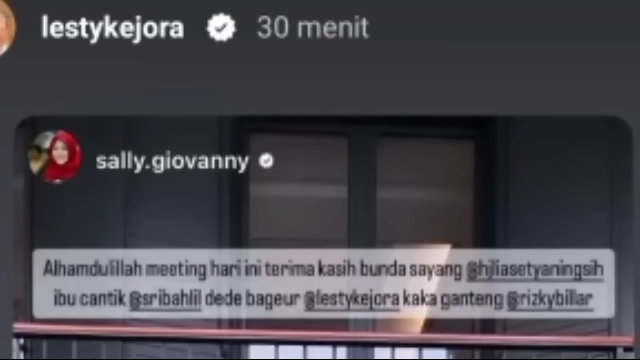 lestykejora 30 menit
sally.giovanny
Alhamdulillah meeting hari ini terima kasih bunda sayang @hjliasetyaningsih
ibu cantik @sribahlil dede bageur @lestykejora kaka ganteng @rizkybillar